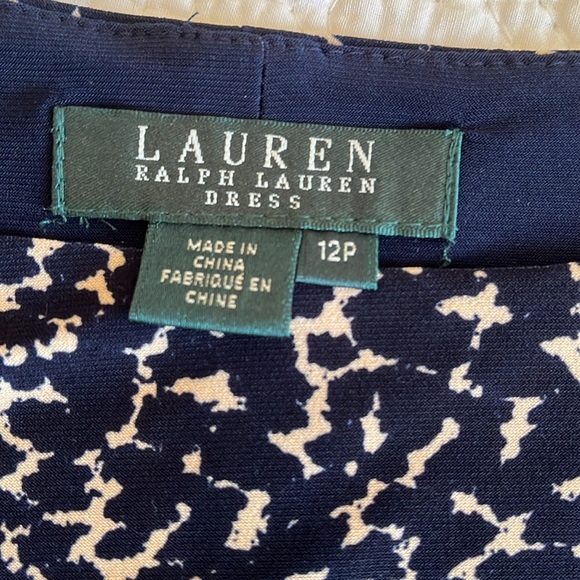 LAUREN
RALPH LAUREN
DRESS
MADE IN
CHINA
FABRIQUÉ EN
CHINE
12P